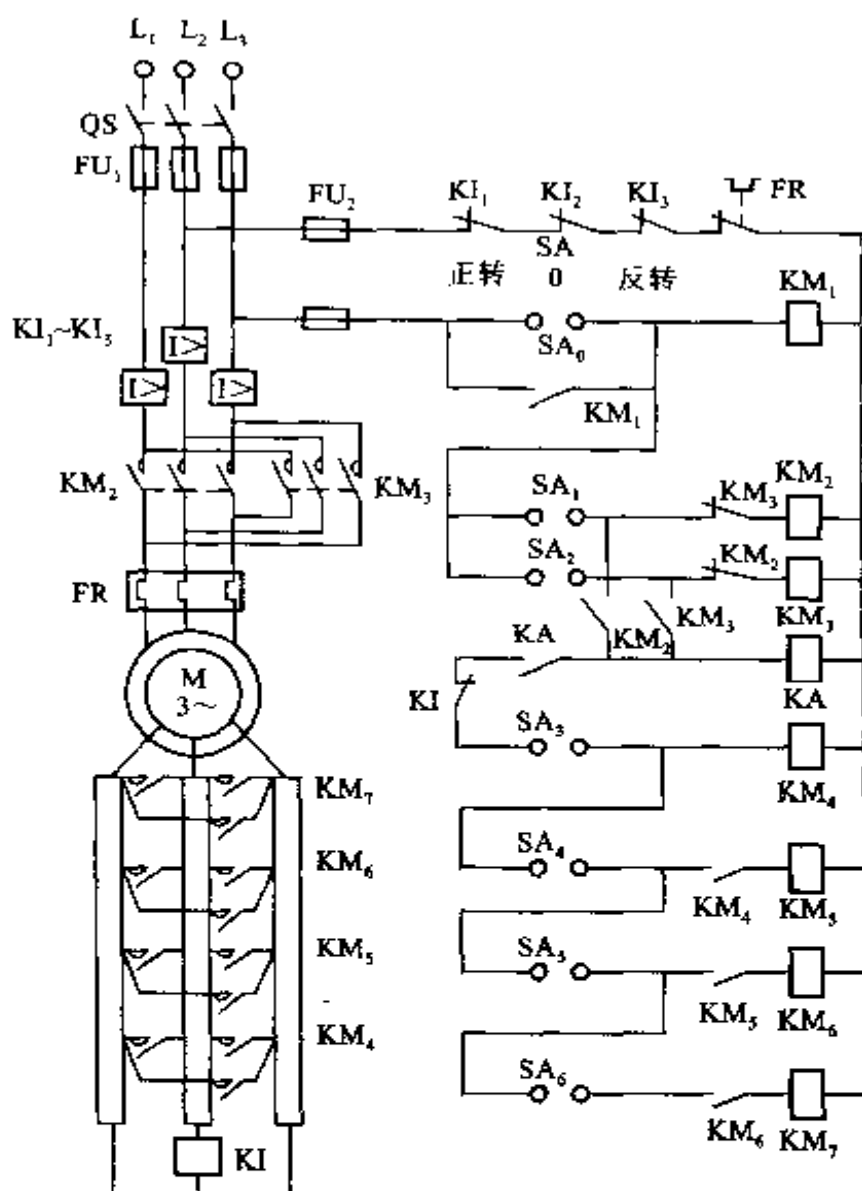 L₁ L₂ L₃
QS
FU₁
FU₂ KI₁ KI₂ KI₃ FR
SA
正转 0 反转 KM₁
KI₁~KI₃ I> SA₀
I> I> KM₁
KM₂ KM₃ SA₁ KM₃ KM₂
SA₂ KM₂
FR KM₃ KM₃
KA KM₂
M
3~ KI KA
SA₃
KM₇ KM₄
KM₆ SA₄
KM₄ KM₅
KM₅ SA₅
KM₅ KM₆
KM₄
SA₆
KM₆ KM₇
KI